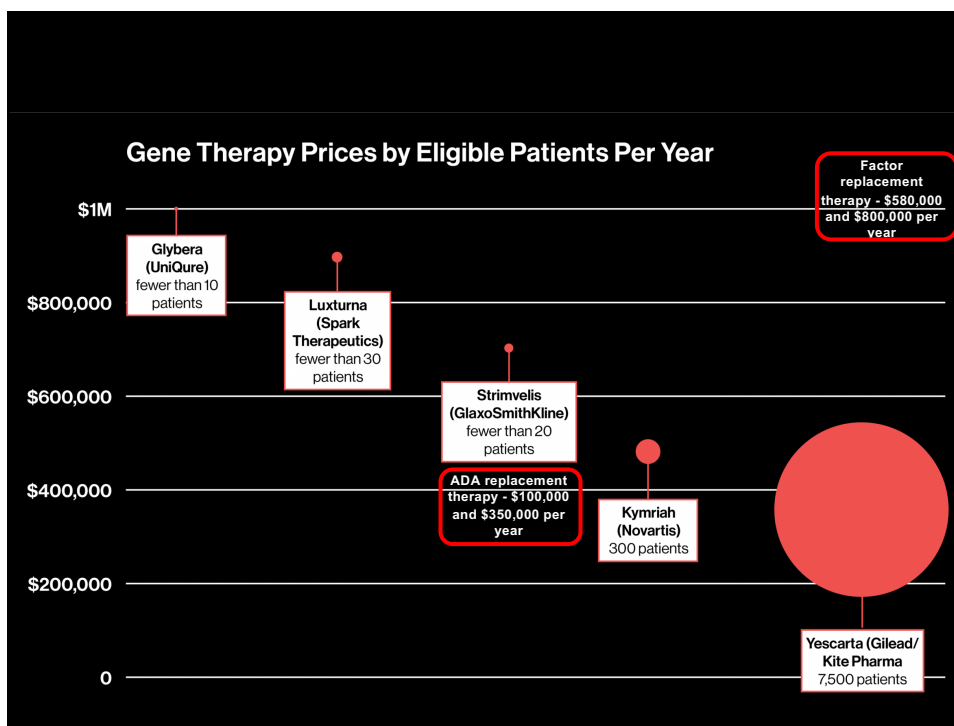 Gene Therapy Prices by Eligible Patients Per Year
Factor
replacement
therapy - $580,000
and $800,000 per
year
$1M
Glybera
(UniQure)
fewer than 10
patients
$800,000
Luxturna
(Spark
Therapeutics)
fewer than 30
patients
$600,000
Strimvelis
(GlaxoSmithKline)
fewer than 20
patients
$400,000
ADA replacement
therapy - $100,000
and $350,000 per
year
Kymriah
(Novartis)
300 patients
$200,000
Yescarta (Gilead/
Kite Pharma
7,500 patients
0